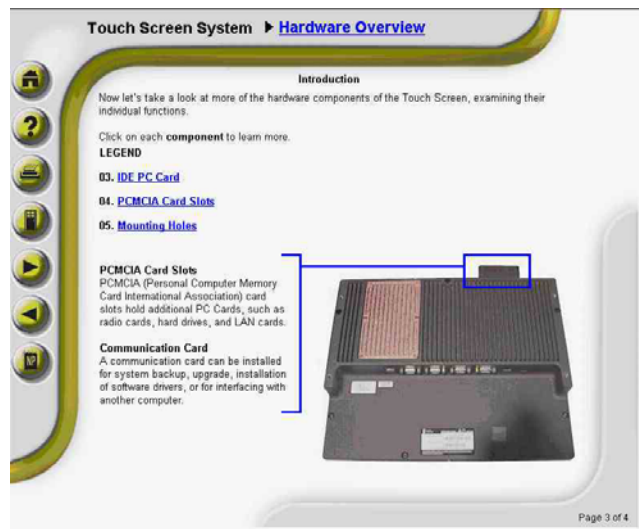 Touch Screen System ▶ Hardware Overview
Introduction
Now let's take a look at more of the hardware components of the Touch Screen, examining their
individual functions.
Click on each component to learn more.
LEGEND
03. IDE PC Card
04. PCMCIA Card Slots
05. Mounting Holes
PCMCIA Card Slots
PCMCIA (Personal Computer Memory
Card International Association) card
slots hold additional PC Cards, such as
radio cards, hard drives, and LAN cards.
Communication Card
A communication card can be installed
for system backup, upgrade, installation
of software drivers, or for interfacing with
another computer.
Page 3 of 4